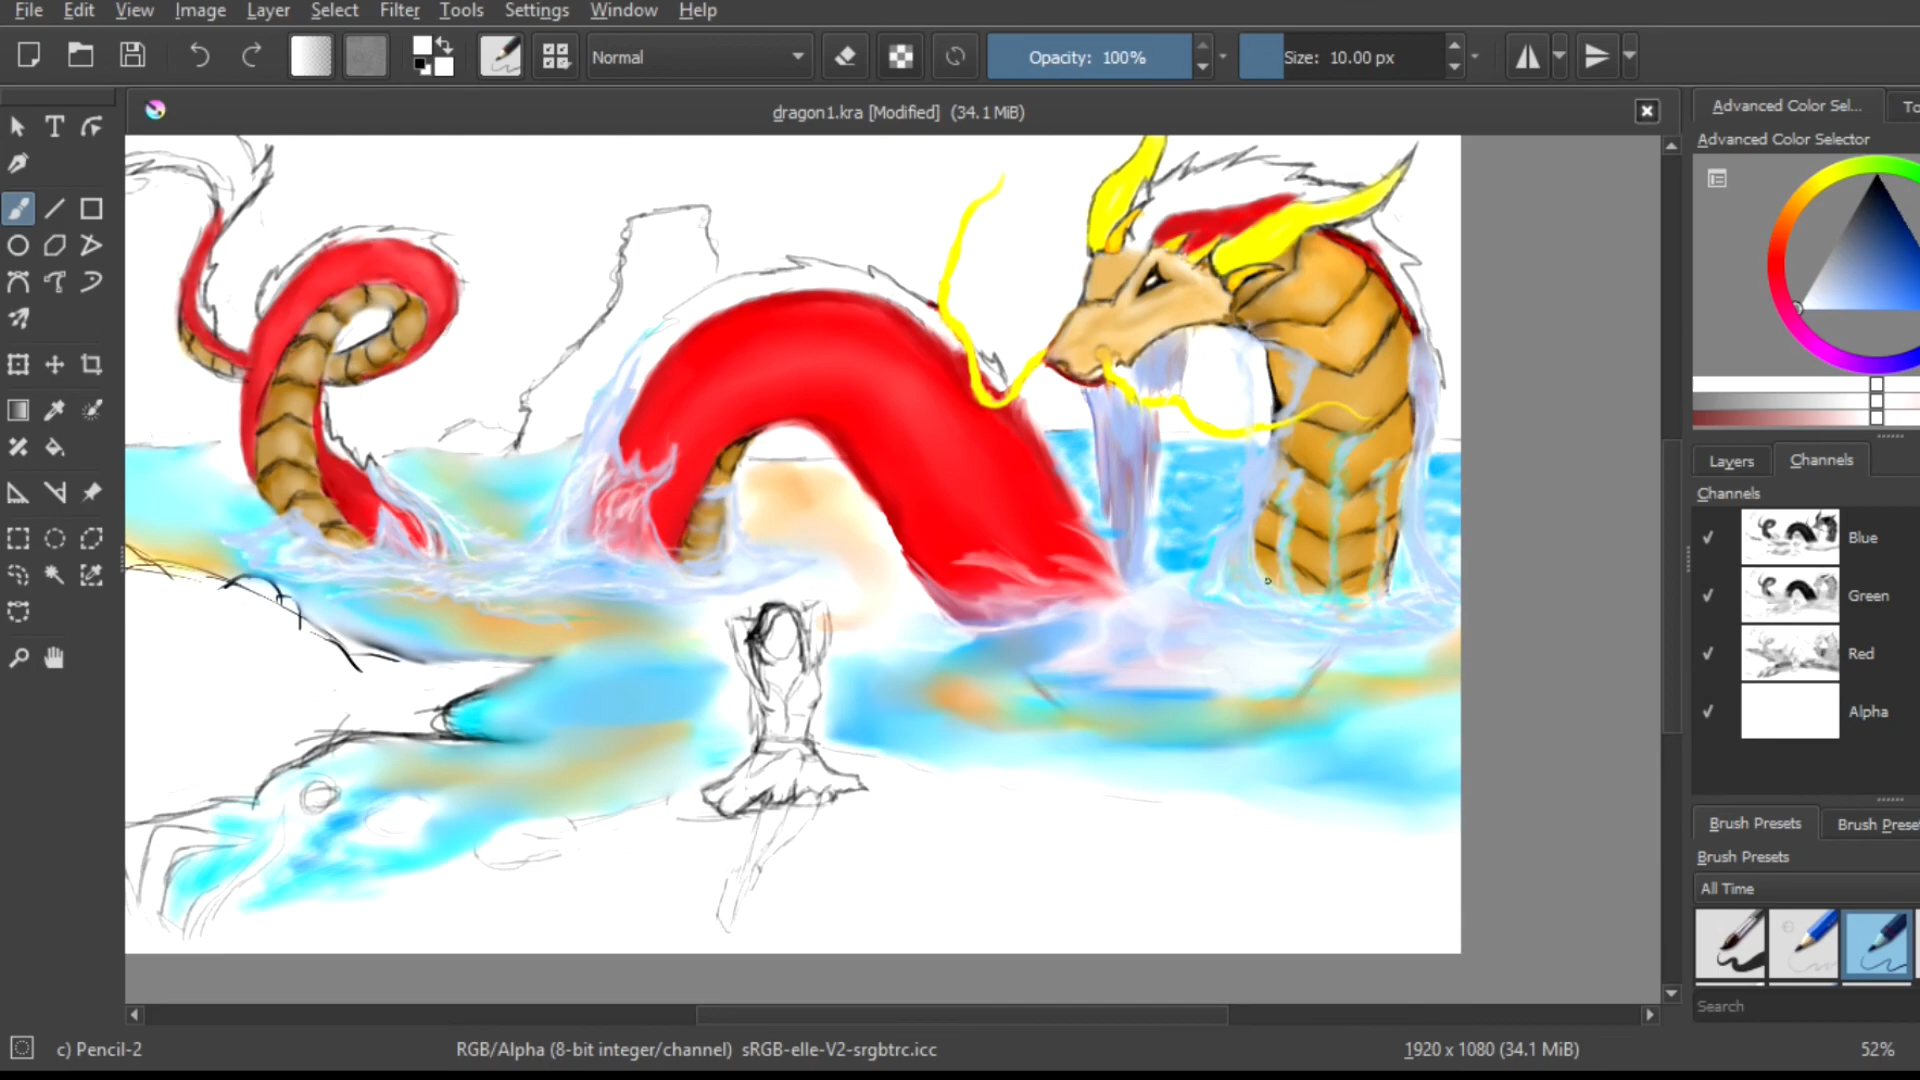 File Edit View Image Layer Select Filter Tools Settings Window Help
Normal Opacity: 100% Size: 10.00 px
dragon1.kra [Modified] (34.1 MiB)
Advanced Color Sel... To
Advanced Color Selector
Layers Channels
Channels
Blue
Green
Red
Alpha
Brush Presets Brush Prese
Brush Presets
All Time
Search
c) Pencil-2 RGB/Alpha (8-bit integer/channel) sRGB-elle-V2-srgbtrc.icc 1920 x 1080 (34.1 MiB) 52%